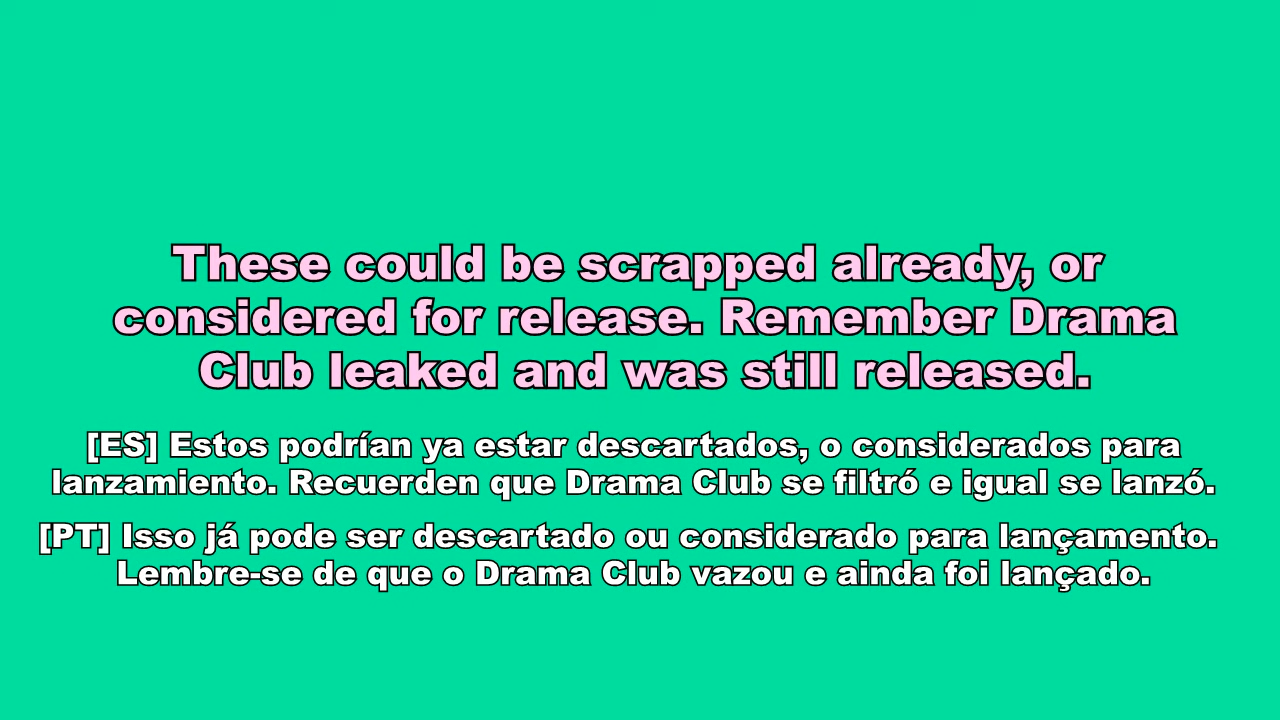 These could be scrapped already, or
considered for release. Remember Drama
Club leaked and was still released.
[ES] Estos podrían ya estar descartados, o considerados para
lanzamiento. Recuerden que Drama Club se filtró e igual se lanzó.
[PT] Isso já pode ser descartado ou considerado para lançamento.
Lembre-se de que o Drama Club vazou e ainda foi lançado.